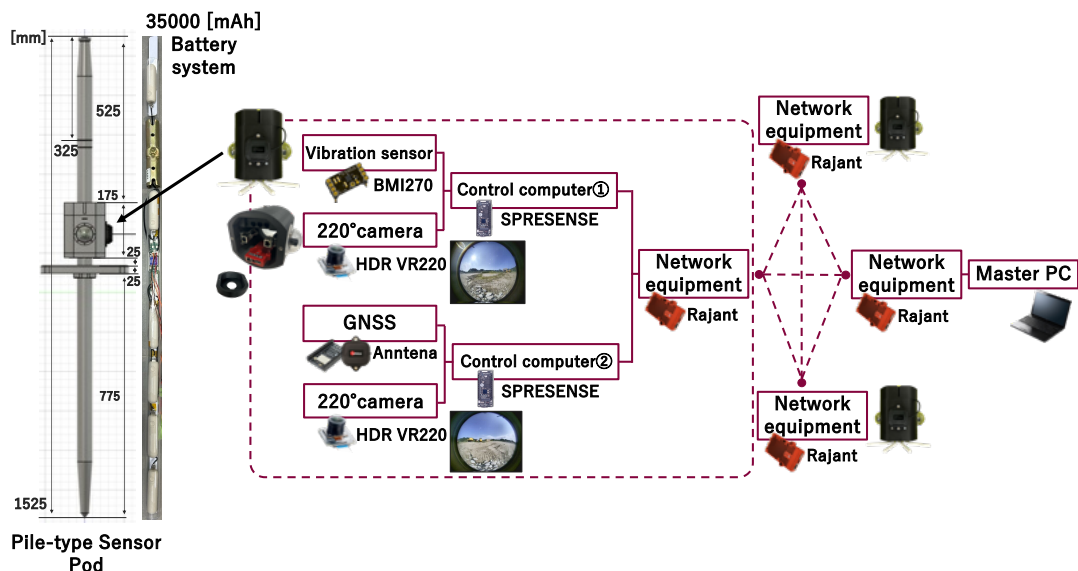 35000 [mAh]
Battery
system
[mm]
525
325
175
25
25
775
1525
Pile-type Sensor
Pod
Vibration sensor
BMI270
220°camera
HDR VR220
Control computer①
SPRESENSE
GNSS
Anntena
220°camera
HDR VR220
Control computer②
SPRESENSE
Network
equipment
Rajant
Network
equipment
Rajant
Network
equipment
Rajant
Master PC
Network
equipment
Rajant